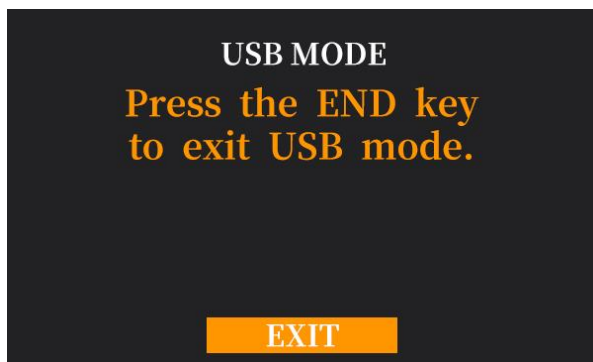 USB MODE
Press the END key
to exit USB mode.
EXIT